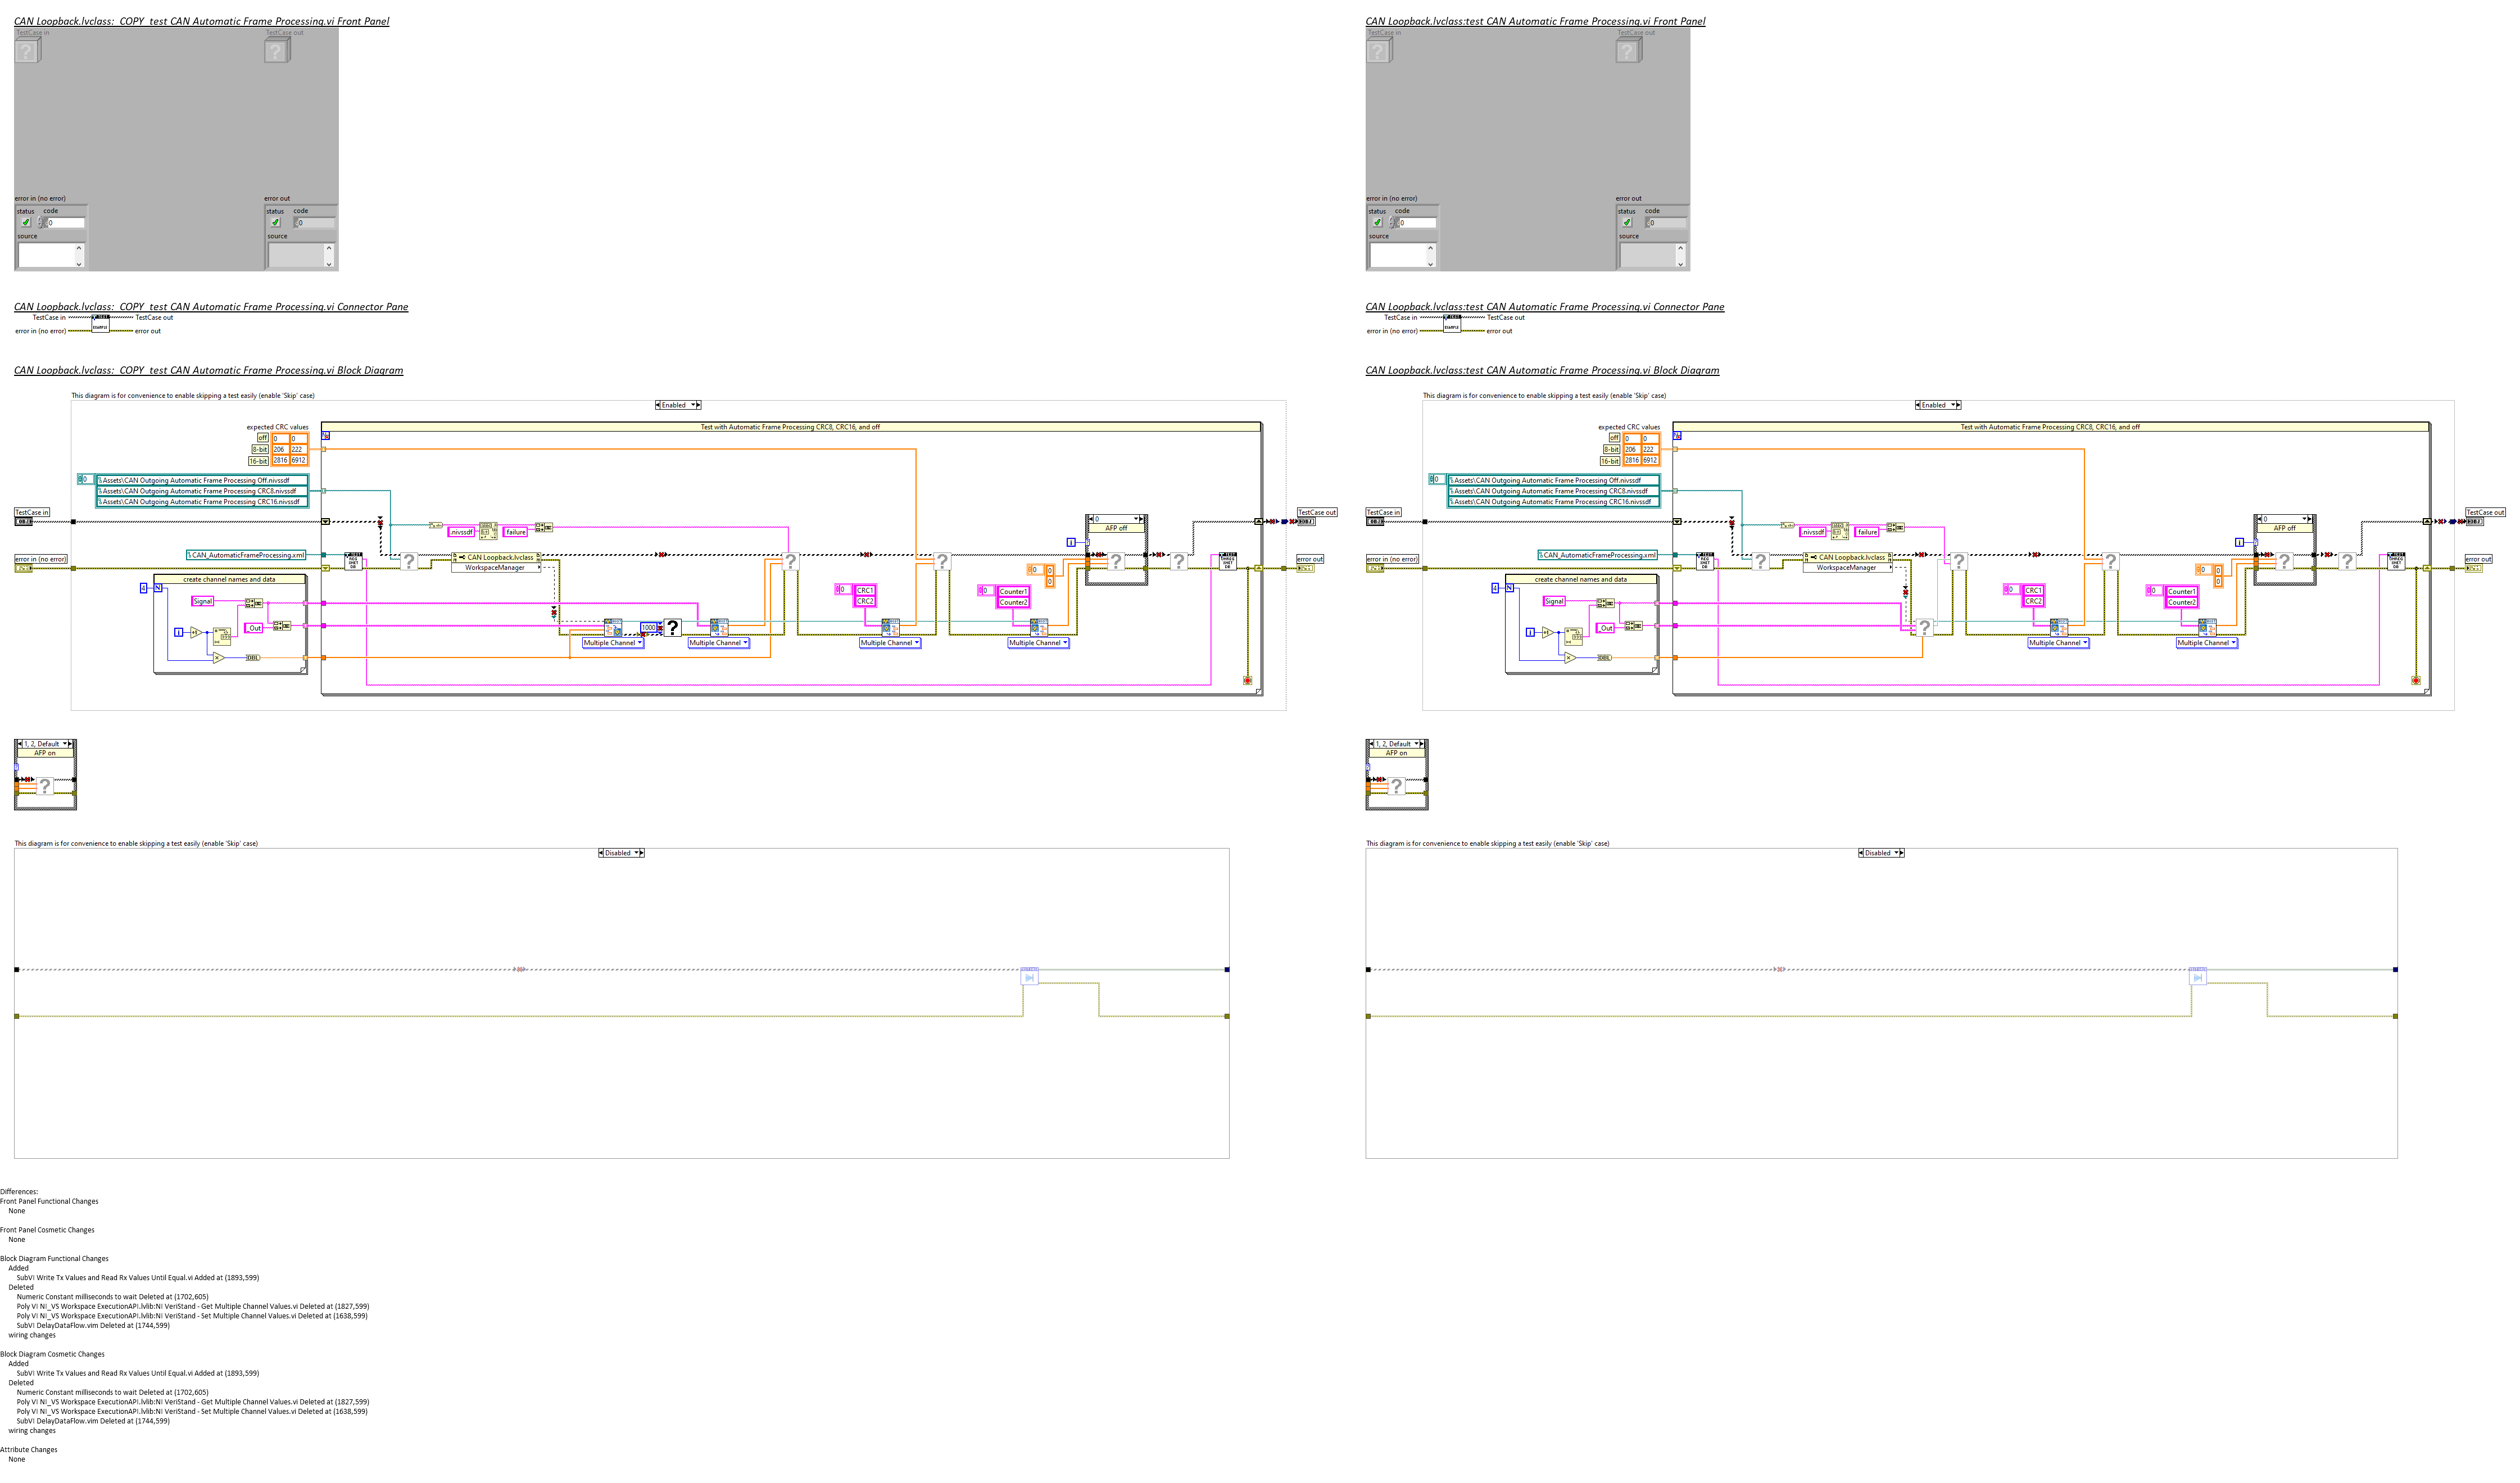 CAN Loopback.lvclass:_COPY_test CAN Automatic Frame Processing.vi Front Panel
TestCase in
TestCase out
error in (no error)
error out
status code
0
source
status code
0
source
CAN Loopback.lvclass:_COPY_test CAN Automatic Frame Processing.vi Connector Pane
TestCase in
TestCase out
error in (no error)
error out
CAN Loopback.lvclass:_COPY_test CAN Automatic Frame Processing.vi Block Diagram
This diagram is for convenience to enable skipping a test easily (enable 'Skip' case)
Enabled
expected CRC values
Test with Automatic Frame Processing CRC8, CRC16, and off
off 0 0
8-bit 206 222
16-bit 2816 6912
0
Assets\CAN Outgoing Automatic Frame Processing Off.nivssdf
Assets\CAN Outgoing Automatic Frame Processing CRC8.nivssdf
Assets\CAN Outgoing Automatic Frame Processing CRC16.nivssdf
TestCase in
TestCase out
.nivssdf
failure
0
AFP off
error in (no error)
error out
CAN_AutomaticFrameProcessing.xml
CAN Loopback.lvclass
WorkspaceManager
create channel names and data
4
N
Signal
_Out
i
DBL
1000
0
CRC1
CRC2
0
Counter1
Counter2
0
0
0
i
Multiple Channel
Multiple Channel
Multiple Channel
Multiple Channel
1, 2, Default
AFP on
This diagram is for convenience to enable skipping a test easily (enable 'Skip' case)
Disabled
CAN Loopback.lvclass:test CAN Automatic Frame Processing.vi Front Panel
TestCase in
TestCase out
error in (no error)
error out
status code
0
source
status code
0
source
CAN Loopback.lvclass:test CAN Automatic Frame Processing.vi Connector Pane
TestCase in
TestCase out
error in (no error)
error out
CAN Loopback.lvclass:test CAN Automatic Frame Processing.vi Block Diagram
This diagram is for convenience to enable skipping a test easily (enable 'Skip' case)
Enabled
expected CRC values
Test with Automatic Frame Processing CRC8, CRC16, and off
off 0 0
8-bit 206 222
16-bit 2816 6912
0
Assets\CAN Outgoing Automatic Frame Processing Off.nivssdf
Assets\CAN Outgoing Automatic Frame Processing CRC8.nivssdf
Assets\CAN Outgoing Automatic Frame Processing CRC16.nivssdf
TestCase in
TestCase out
.nivssdf
failure
0
AFP off
error in (no error)
error out
CAN_AutomaticFrameProcessing.xml
CAN Loopback.lvclass
WorkspaceManager
create channel names and data
4
N
Signal
_Out
i
DBL
0
CRC1
CRC2
0
Counter1
Counter2
0
0
0
i
Multiple Channel
Multiple Channel
1, 2, Default
AFP on
This diagram is for convenience to enable skipping a test easily (enable 'Skip' case)
Disabled
Differences:
Front Panel Functional Changes
None
Front Panel Cosmetic Changes
None
Block Diagram Functional Changes
Added
SubVI Write Tx Values and Read Rx Values Until Equal.vi Added at (1893,599)
Deleted
Numeric Constant milliseconds to wait Deleted at (1702,605)
Poly VI NI_VS Workspace ExecutionAPI.lvlib:NI VeriStand - Get Multiple Channel Values.vi Deleted at (1827,599)
Poly VI NI_VS Workspace ExecutionAPI.lvlib:NI VeriStand - Set Multiple Channel Values.vi Deleted at (1638,599)
SubVI DelayDataFlow.vim Deleted at (1744,599)
wiring changes
Block Diagram Cosmetic Changes
Added
SubVI Write Tx Values and Read Rx Values Until Equal.vi Added at (1893,599)
Deleted
Numeric Constant milliseconds to wait Deleted at (1702,605)
Poly VI NI_VS Workspace ExecutionAPI.lvlib:NI VeriStand - Get Multiple Channel Values.vi Deleted at (1827,599)
Poly VI NI_VS Workspace ExecutionAPI.lvlib:NI VeriStand - Set Multiple Channel Values.vi Deleted at (1638,599)
SubVI DelayDataFlow.vim Deleted at (1744,599)
wiring changes
Attribute Changes
None